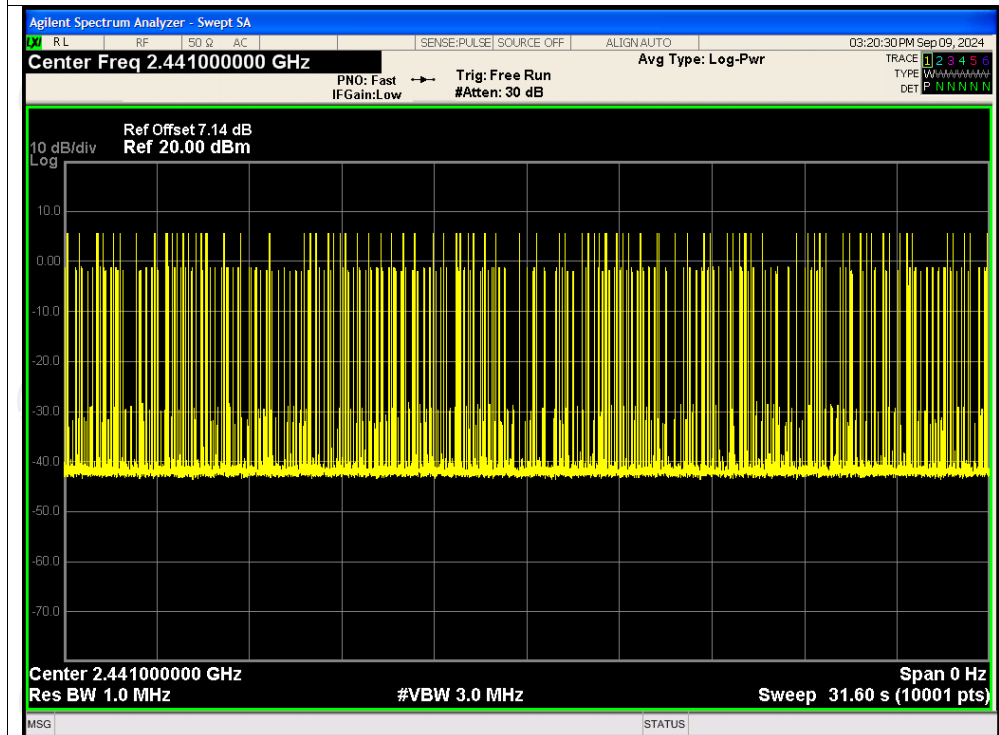 Agilent Spectrum Analyzer - Swept SA
LXI RL RF 50 Ω AC SENSE:PULSE SOURCE OFF ALIGNAUTO 03:20:30 PM Sep 09, 2024
Center Freq 2.441000000 GHz
PNO: Fast
IFGain:Low
Trig: Free Run
#Atten: 30 dB
Avg Type: Log-Pwr
TRACE 1 2 3 4 5 6
TYPE WWWWWW
DET P N N N N N
Ref Offset 7.14 dB
10 dB/div Ref 20.00 dBm
Log
10.0
0.00
-10.0
-20.0
-30.0
-40.0
-50.0
-60.0
-70.0
Center 2.441000000 GHz Span 0 Hz
Res BW 1.0 MHz #VBW 3.0 MHz Sweep 31.60 s (10001 pts)
MSG STATUS